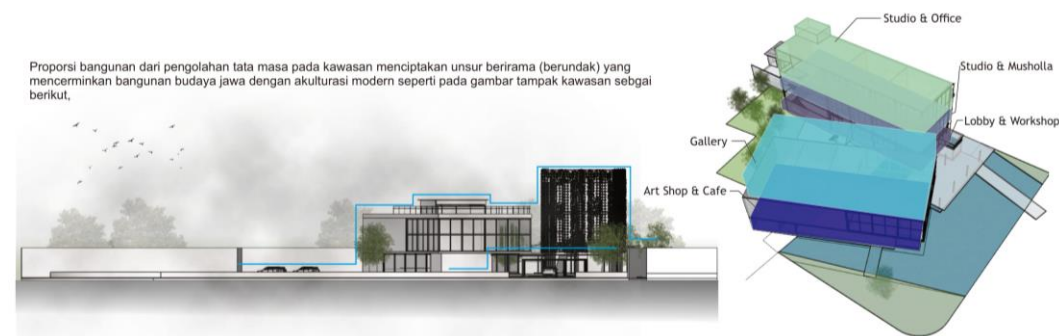 Proporsi bangunan dari pengolahan tata masa pada kawasan menciptakan unsur berirama (berundak) yang
mencerminkan bangunan budaya jawa dengan akulturasi modern seperti pada gambar tampak kawasan sebgai
berikut,
Studio & Office
Studio & Musholla
Lobby & Workshop
Gallery
Art Shop & Cafe